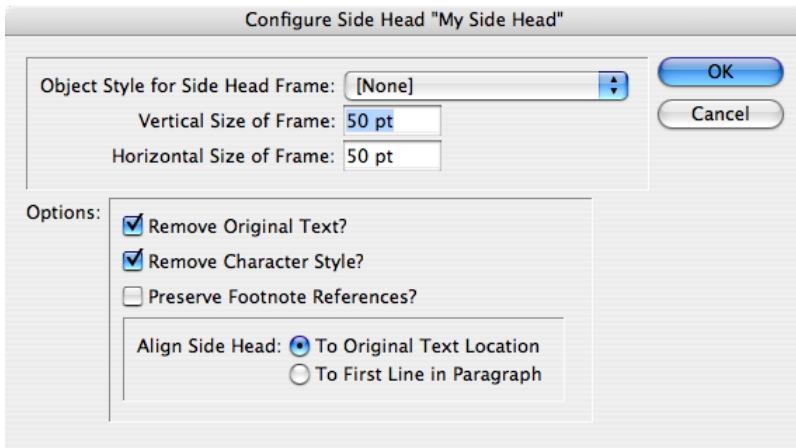 Configure Side Head "My Side Head"
Object Style for Side Head Frame: [None]
OK
Vertical Size of Frame: 50 pt
Cancel
Horizontal Size of Frame: 50 pt
Options:
Remove Original Text?
Remove Character Style?
Preserve Footnote References?
Align Side Head: To Original Text Location
To First Line in Paragraph